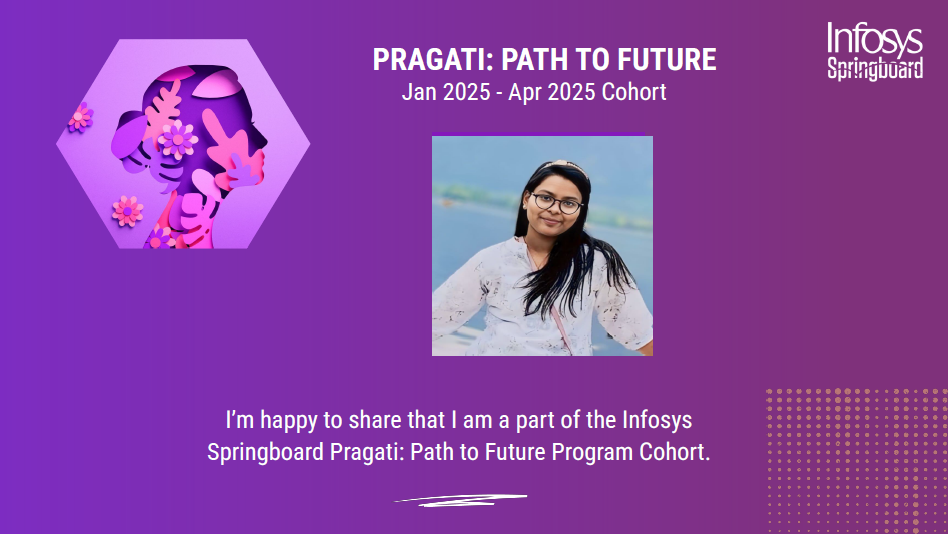 PRAGATI: PATH TO FUTURE
Jan 2025 - Apr 2025 Cohort
Infosys
Springboard
I’m happy to share that I am a part of the Infosys
Springboard Pragati: Path to Future Program Cohort.